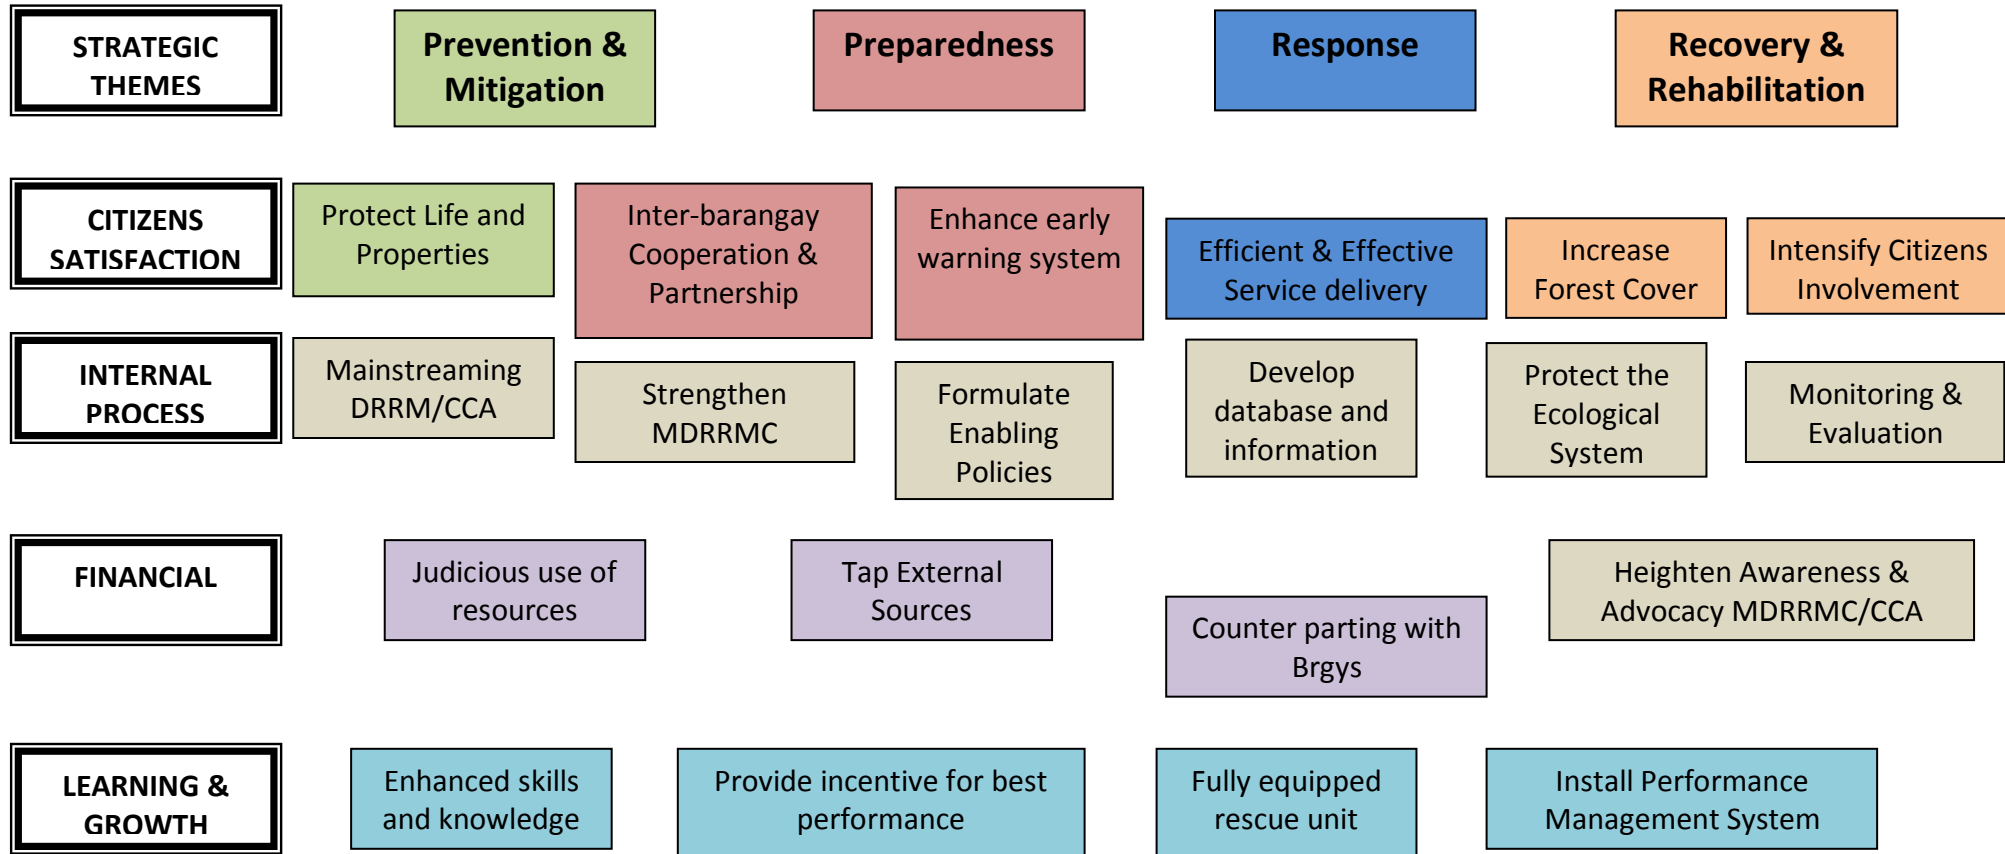 STRATEGIC
THEMES
Prevention &
Mitigation
Preparedness
Response
Recovery &
Rehabilitation
CITIZENS
SATISFACTION
Protect Life and
Properties
Inter-barangay
Cooperation &
Partnership
Enhance early
warning system
Efficient & Effective
Service delivery
Increase
Forest Cover
Intensify Citizens
Involvement
INTERNAL
PROCESS
Mainstreaming
DRRM/CCA
Strengthen
MDRRMC
Formulate
Enabling
Policies
Develop
database and
information
Protect the
Ecological
System
Monitoring &
Evaluation
FINANCIAL
Judicious use of
resources
Tap External
Sources
Counter parting with
Brgys
Heighten Awareness &
Advocacy MDRRMC/CCA
LEARNING &
GROWTH
Enhanced skills
and knowledge
Provide incentive for best
performance
Fully equipped
rescue unit
Install Performance
Management System